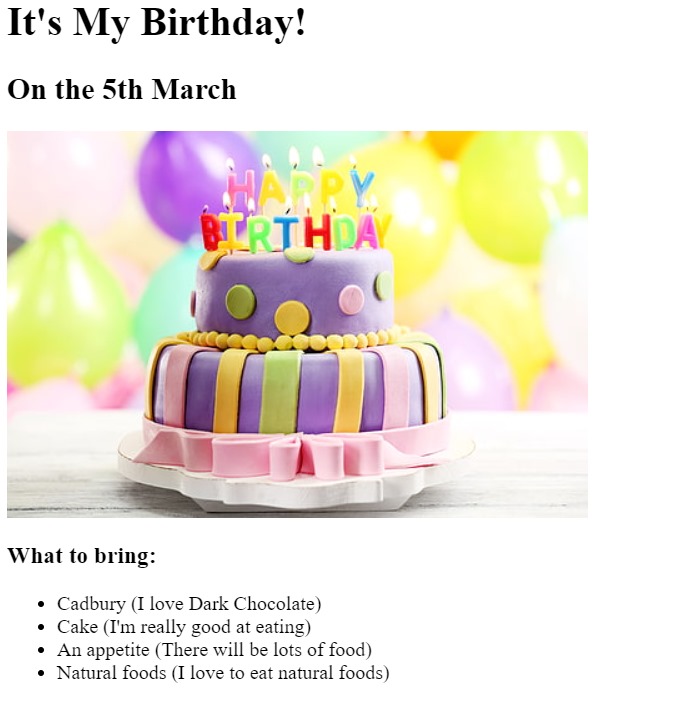 It's My Birthday!
On the 5th March
HAPPY
BIRTHDAY
What to bring:
Cadbury (I love Dark Chocolate)
Cake (I'm really good at eating)
An appetite (There will be lots of food)
Natural foods (I love to eat natural foods)